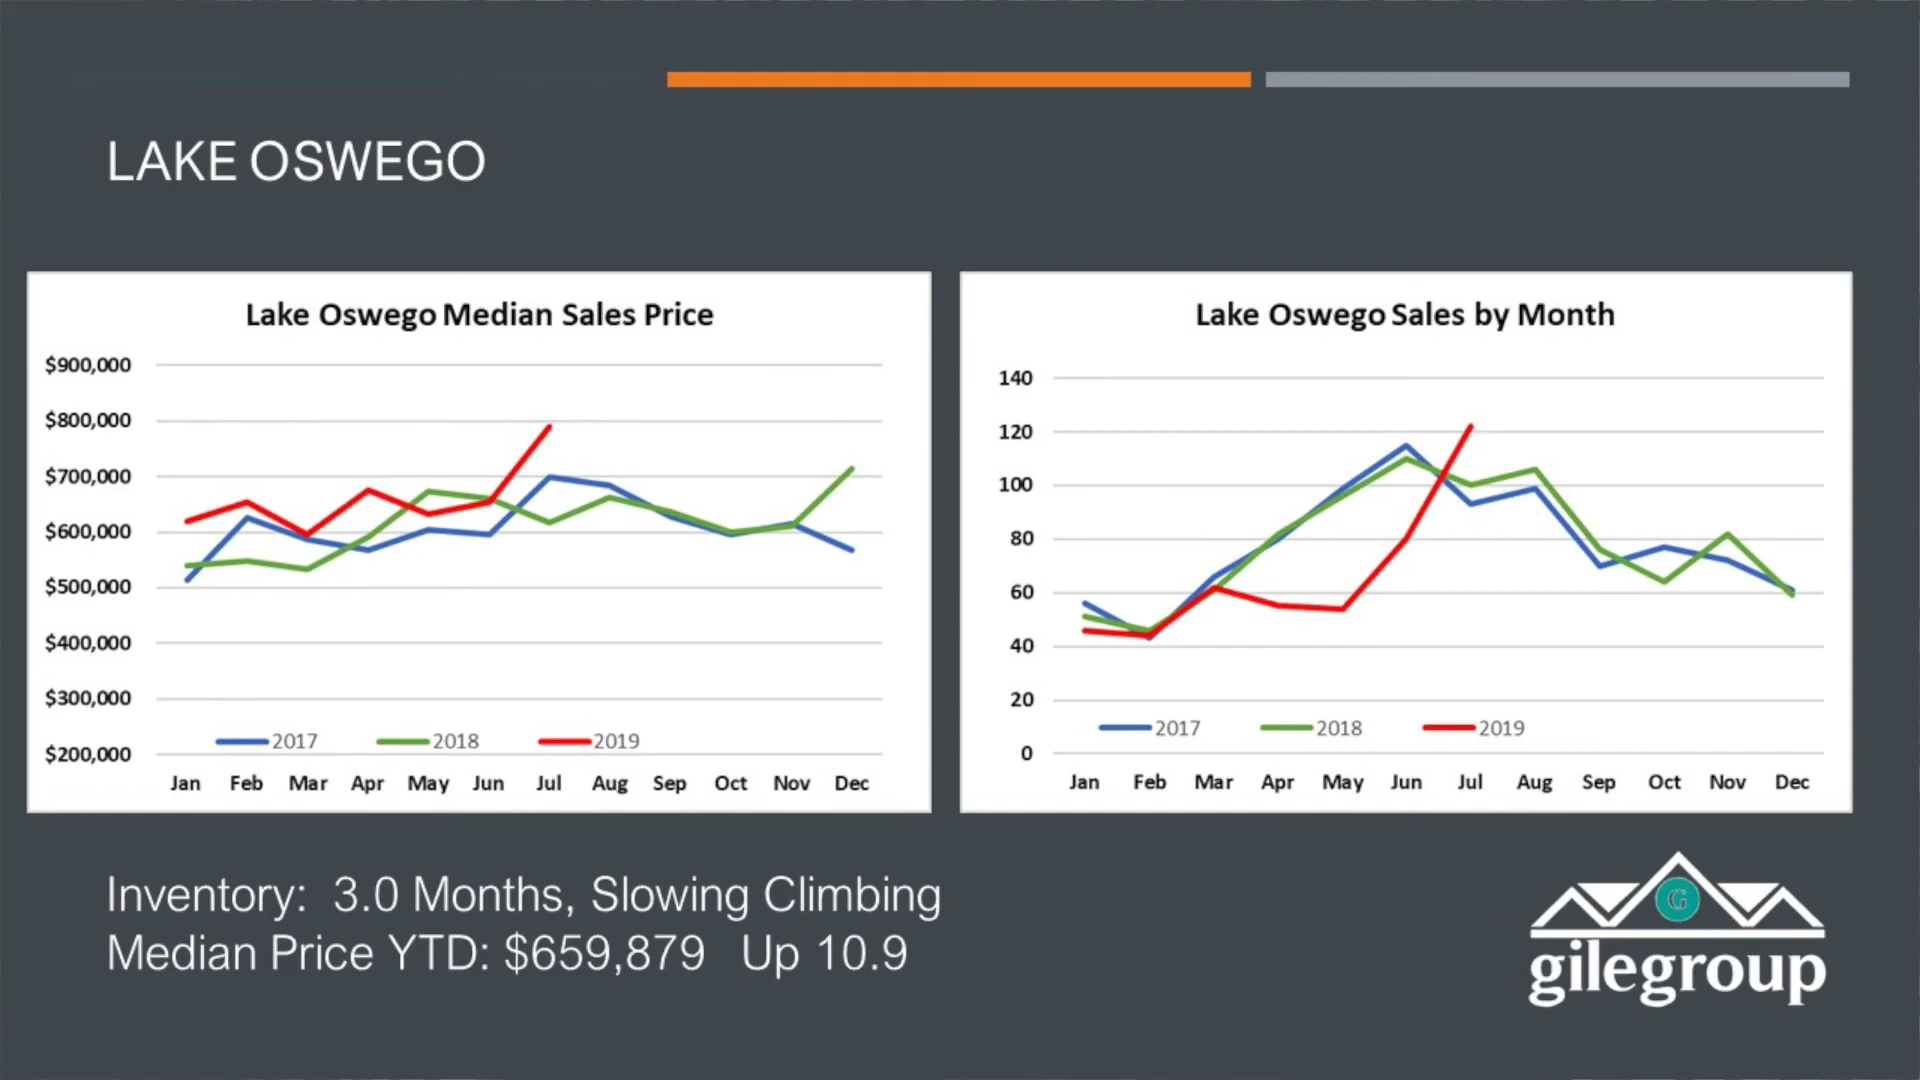 LAKE OSWEGO
Lake Oswego Median Sales Price
$900,000
$800,000
$700,000
$600,000
$500,000
$400,000
$300,000
$200,000
2017 2018 2019
Jan Feb Mar Apr May Jun Jul Aug Sep Oct Nov Dec
Lake Oswego Sales by Month
140
120
100
80
60
40
20
0
2017 2018 2019
Jan Feb Mar Apr May Jun Jul Aug Sep Oct Nov Dec
Inventory: 3.0 Months, Slowing Climbing
Median Price YTD: $659,879 Up 10.9
G
gilegroup